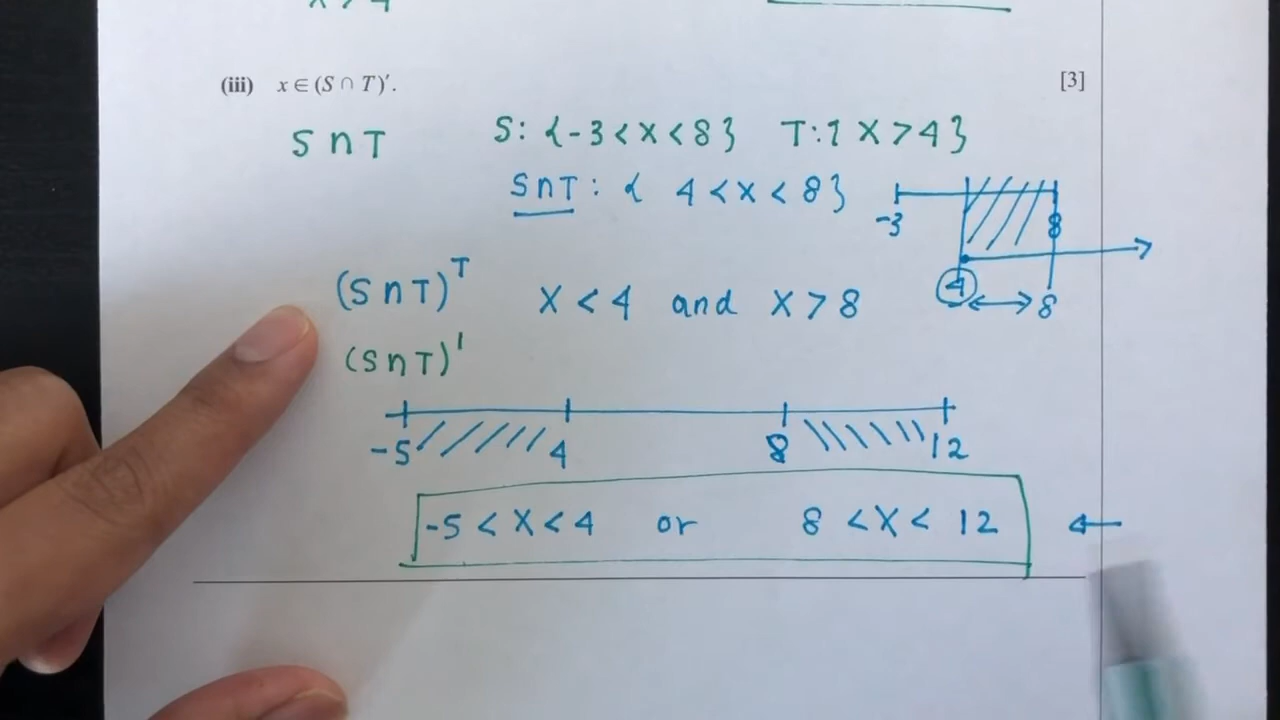 x > 4
(iii) x ∈ (S ∩ T)′. [3]
S n T S: {-3 < x < 8} T: { x > 4 }
S n T : { 4 < x < 8 }
-3 8
4 8
(S n T)ᵀ x < 4 and x > 8
(S n T)'
-5 4 8 12
-5 < x < 4 or 8 < x < 12